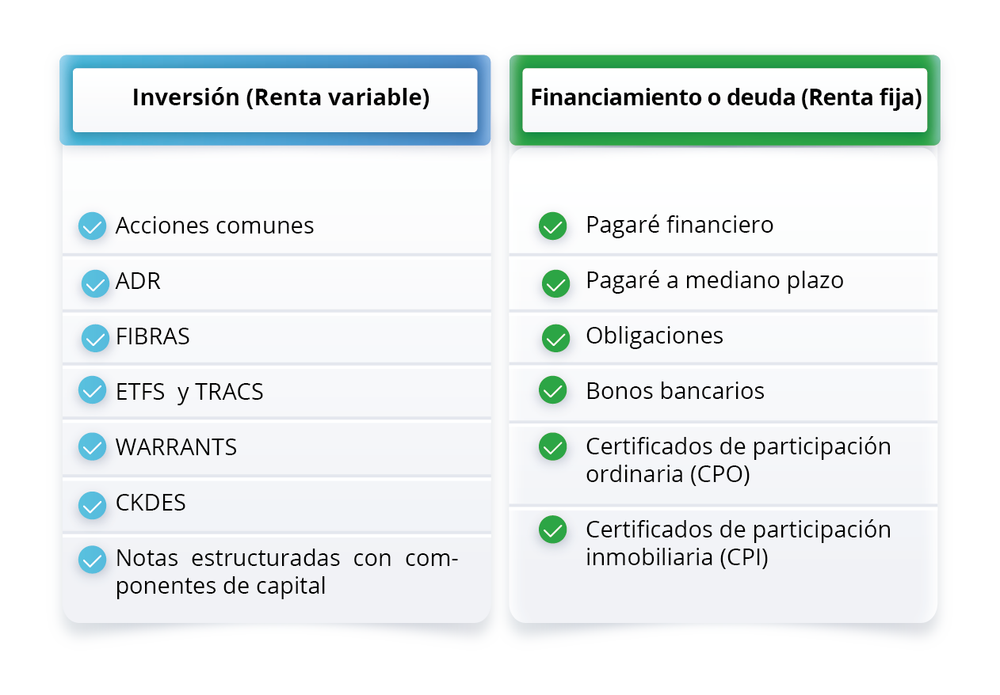 Inversión (Renta variable)
Acciones comunes
ADR
FIBRAS
ETFS y TRACS
WARRANTS
CKDES
Notas estructuradas con com-
ponentes de capital
Financiamiento o deuda (Renta fija)
Pagaré financiero
Pagaré a mediano plazo
Obligaciones
Bonos bancarios
Certificados de participación
ordinaria (CPO)
Certificados de participación
inmobiliaria (CPI)